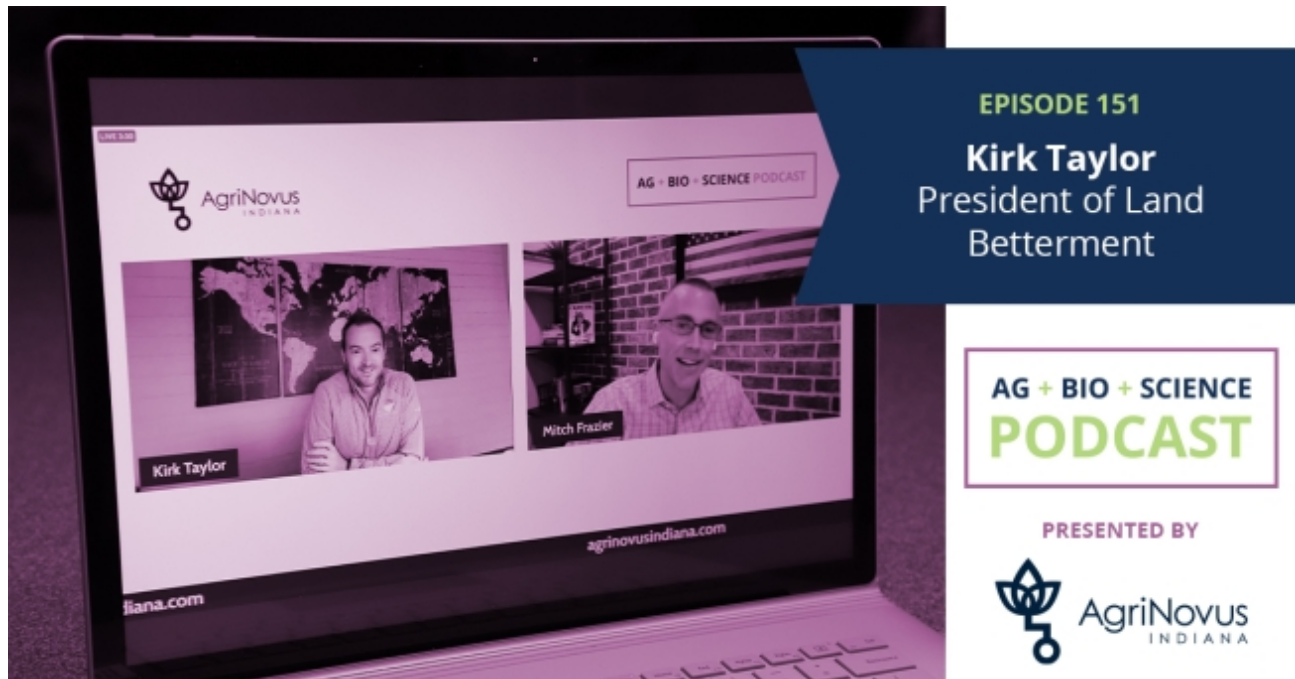 EPISODE 151
Kirk Taylor
President of Land
Betterment
AgriNovus
INDIANA
AG + BIO + SCIENCE PODCAST
Kirk Taylor
Mitch Frazier
agrinovusindiana.com
diana.com
AG + BIO + SCIENCE
PODCAST
PRESENTED BY
AgriNovus
INDIANA